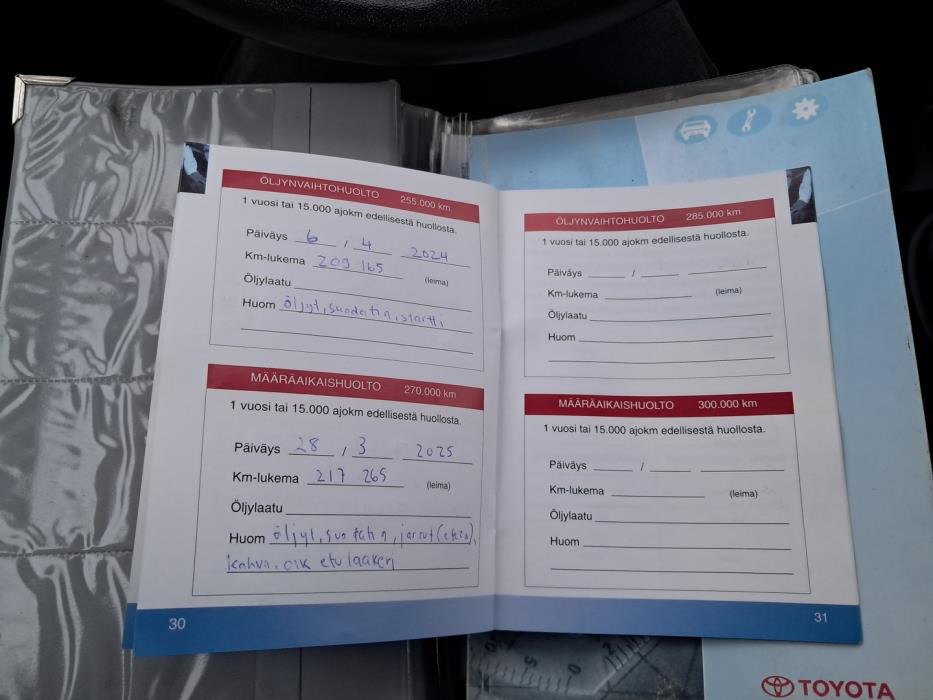 ÖLJYNVAIHTOHUOLTO 255.000 km
1 vuosi tai 15.000 ajokm edellisestä huollosta.
Päiväys 6 / 4 2024
Km-lukema 209 165 (leima)
Öljylaatu
Huom öljyt, suodatin, startti,
MÄÄRÄAIKAISHUOLTO 270.000 km
1 vuosi tai 15.000 ajokm edellisestä huollosta.
Päiväys 28 / 3 2025
Km-lukema 217 265 (leima)
Öljylaatu
Huom öljyt, suodatin, jarrut (etu),
kahva, oik etulaakeri
30
ÖLJYNVAIHTOHUOLTO 285.000 km
1 vuosi tai 15.000 ajokm edellisestä huollosta.
Päiväys /
Km-lukema (leima)
Öljylaatu
Huom
MÄÄRÄAIKAISHUOLTO 300.000 km
1 vuosi tai 15.000 ajokm edellisestä huollosta.
Päiväys /
Km-lukema (leima)
Öljylaatu
Huom
31
TOYOTA